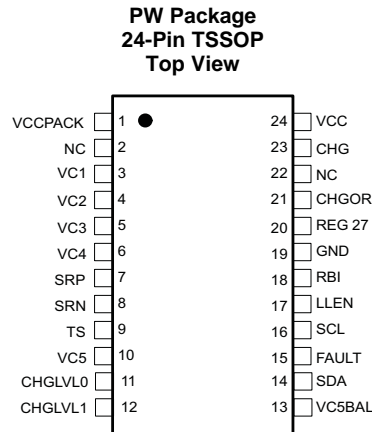 PW Package
24-Pin TSSOP
Top View
VCCPACK 1 24 VCC
NC 2 23 CHG
VC1 3 22 NC
VC2 4 21 CHGOR
VC3 5 20 REG 27
VC4 6 19 GND
SRP 7 18 RBI
SRN 8 17 LLEN
TS 9 16 SCL
VC5 10 15 FAULT
CHGLVL0 11 14 SDA
CHGLVL1 12 13 VC5BAL